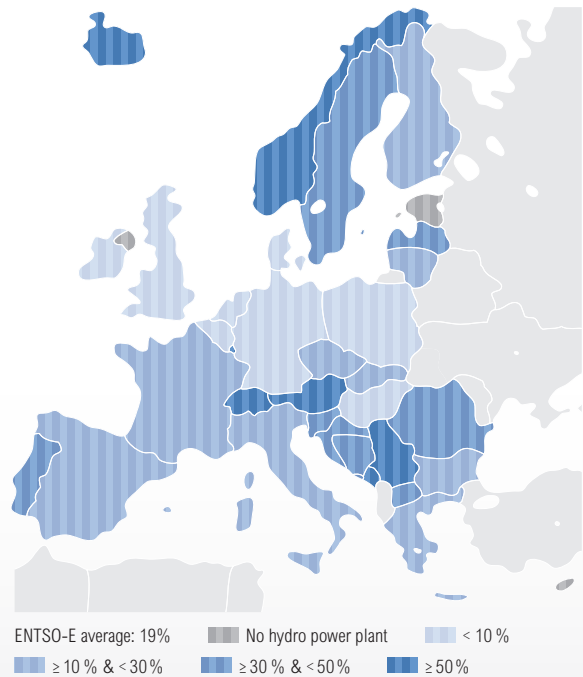 ENTSO-E average: 19% No hydro power plant < 10 %
≥ 10 % & < 30% ≥ 30 % & < 50% ≥ 50 %